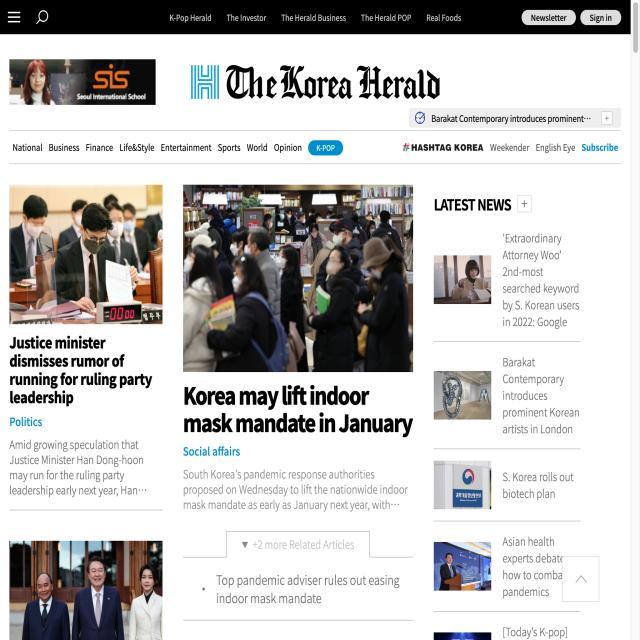 K-Pop Herald The Investor The Herald Business The Herald POP Real Foods Newsletter Sign in
SIS
Seoul International School
The Korea Herald
Barakat Contemporary introduces prominent···
National Business Finance Life&Style Entertainment Sports World Opinion K-POP #HASHTAG KOREA Weekender English Eye Subscribe
Justice minister
dismisses rumor of
running for ruling party
leadership
Politics
Amid growing speculation that
Justice Minister Han Dong-hoon
may run for the ruling party
leadership early next year, Han···
Korea may lift indoor
mask mandate in January
Social affairs
South Korea's pandemic response authorities
proposed on Wednesday to lift the nationwide indoor
mask mandate as early as January next year, with···
▼ +2 more Related Articles
• Top pandemic adviser rules out easing
indoor mask mandate
LATEST NEWS +
'Extraordinary
Attorney Woo'
2nd-most
searched keyword
by S. Korean users
in 2022: Google
Barakat
Contemporary
introduces
prominent Korean
artists in London
S. Korea rolls out
biotech plan
Asian health
experts debate
how to comba
pandemics
[Today's K-pop]